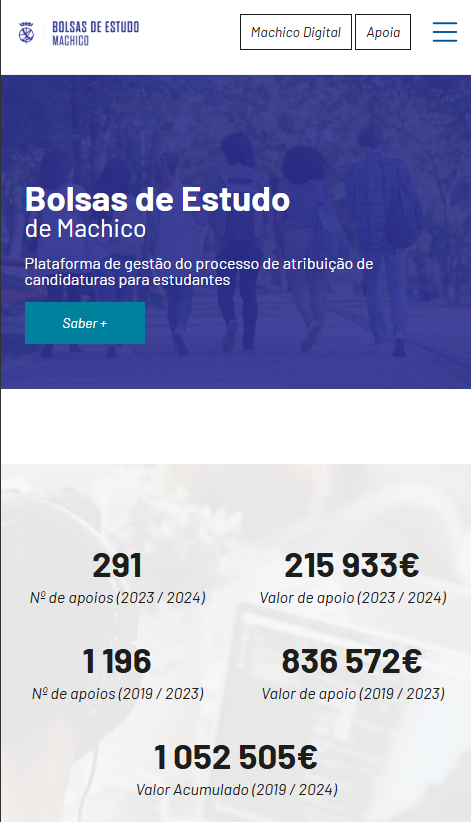 BOLSAS DE ESTUDO
MACHICO
Machico Digital
Apoia
Bolsas de Estudo
de Machico
Plataforma de gestão do processo de atribuição de
candidaturas para estudantes
Saber +
291
Nº de apoios (2023 / 2024)
215 933€
Valor de apoio (2023 / 2024)
1 196
Nº de apoios (2019 / 2023)
836 572€
Valor de apoio (2019 / 2023)
1 052 505€
Valor Acumulado (2019 / 2024)